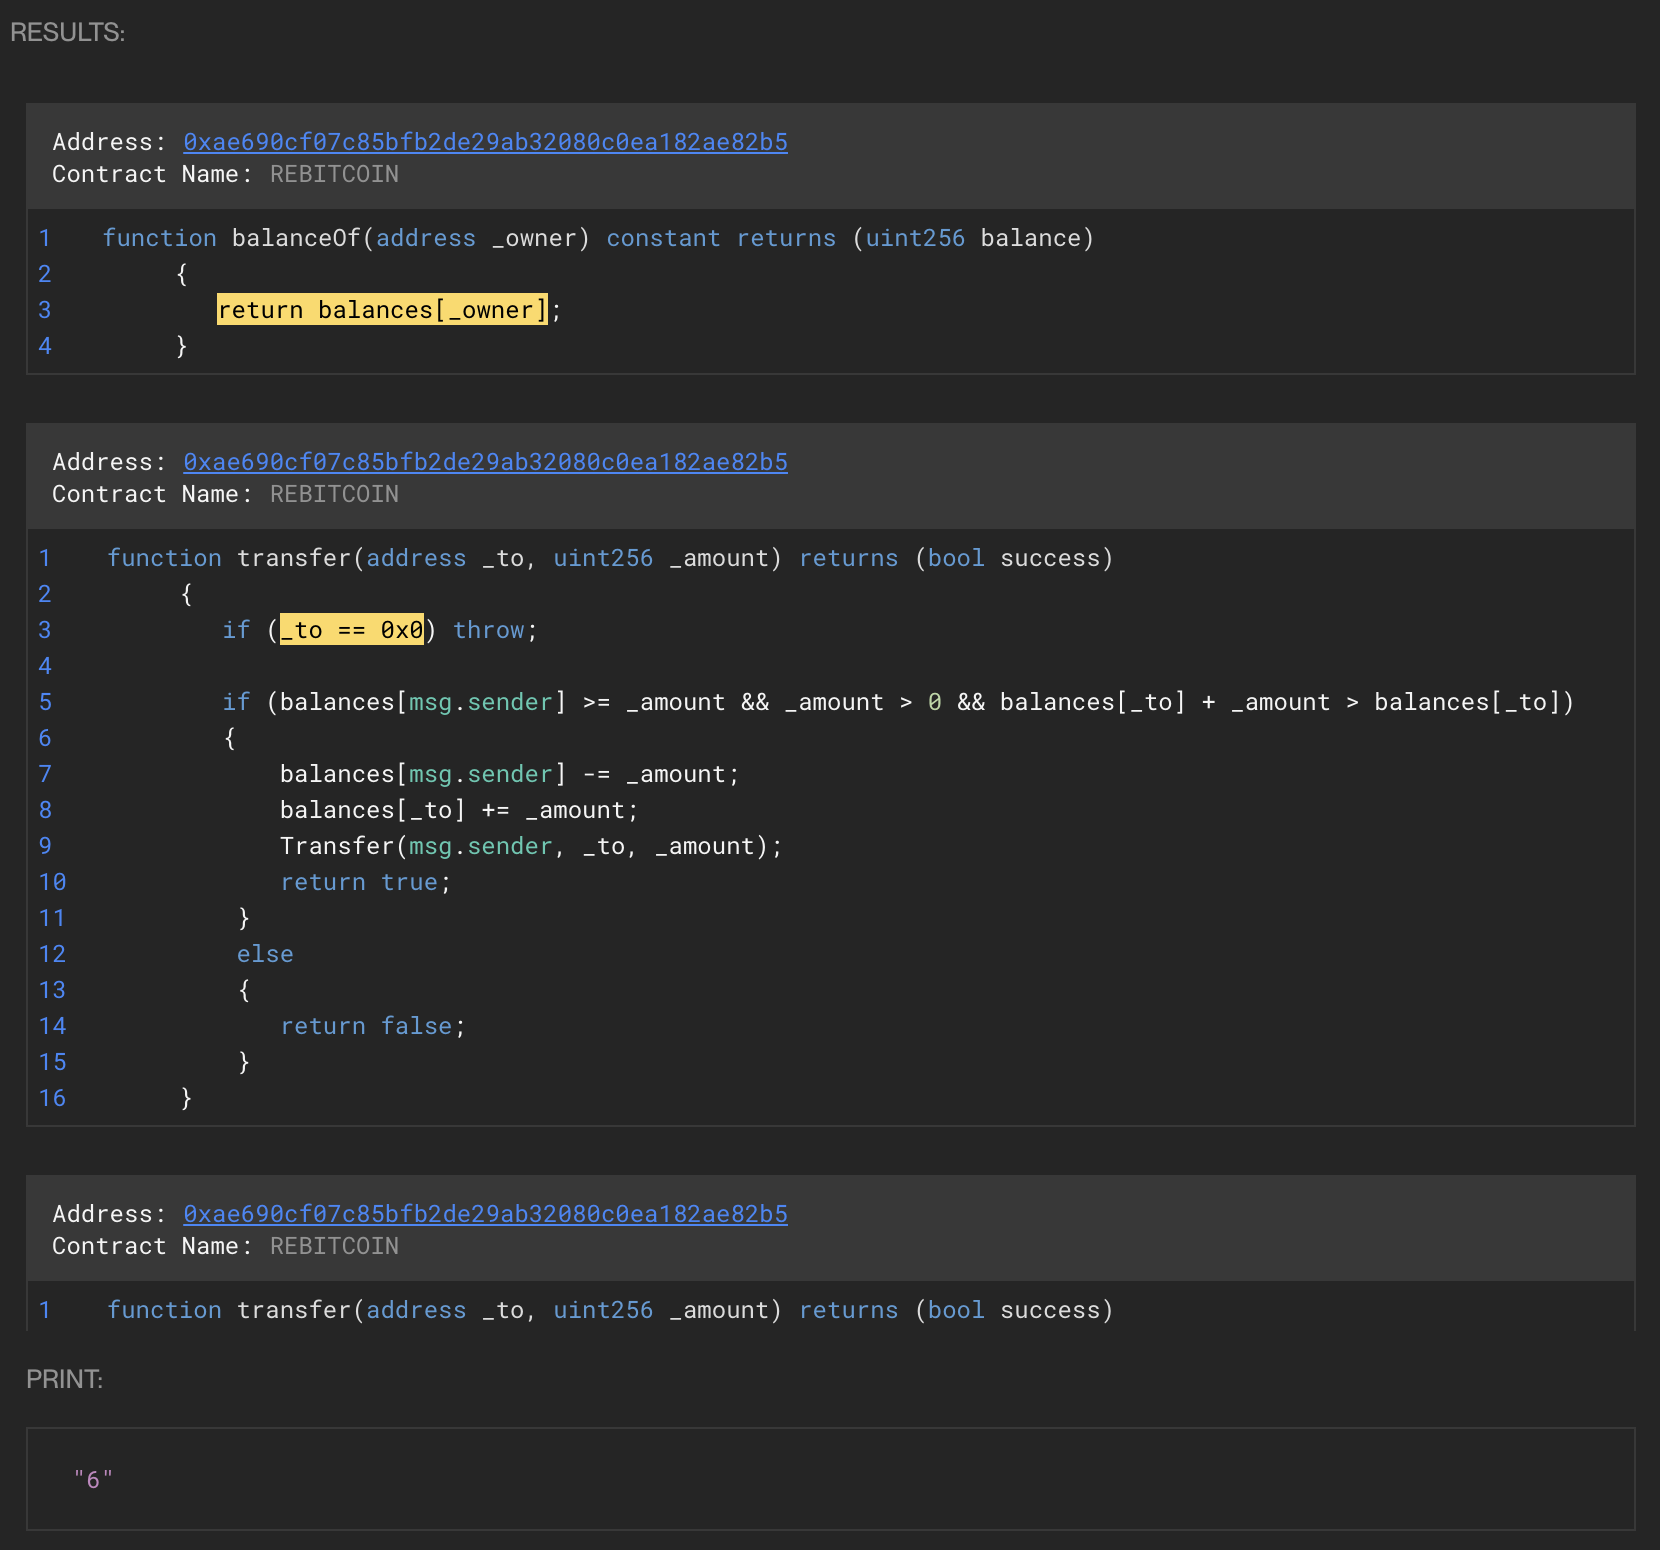 RESULTS:
Address: 0xae690cf07c85bfb2de29ab32080c0ea182ae82b5
Contract Name: REBITCOIN
1 function balanceOf(address _owner) constant returns (uint256 balance)
2 {
3 return balances[_owner];
4 }
Address: 0xae690cf07c85bfb2de29ab32080c0ea182ae82b5
Contract Name: REBITCOIN
1 function transfer(address _to, uint256 _amount) returns (bool success)
2 {
3 if (_to == 0x0) throw;
4
5 if (balances[msg.sender] >= _amount && _amount > 0 && balances[_to] + _amount > balances[_to])
6 {
7 balances[msg.sender] -= _amount;
8 balances[_to] += _amount;
9 Transfer(msg.sender, _to, _amount);
10 return true;
11 }
12 else
13 {
14 return false;
15 }
16 }
Address: 0xae690cf07c85bfb2de29ab32080c0ea182ae82b5
Contract Name: REBITCOIN
1 function transfer(address _to, uint256 _amount) returns (bool success)
PRINT:
"6"